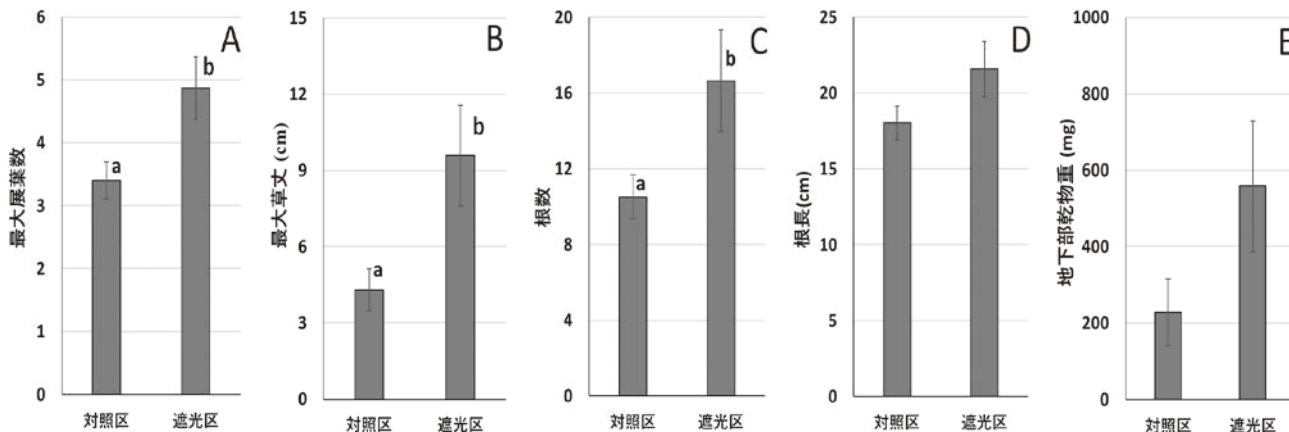 A
最大展葉数
6
5
4
3
2
1
0
a
b
対照区 遮光区
B
最大草丈 (cm)
15
12
9
6
3
0
a
b
対照区 遮光区
C
根数
20
16
12
8
4
0
a
b
対照区 遮光区
D
根長(cm)
25
20
15
10
5
0
対照区 遮光区
E
地下部乾物重 (mg)
1000
800
600
400
200
0
対照区 遮光区